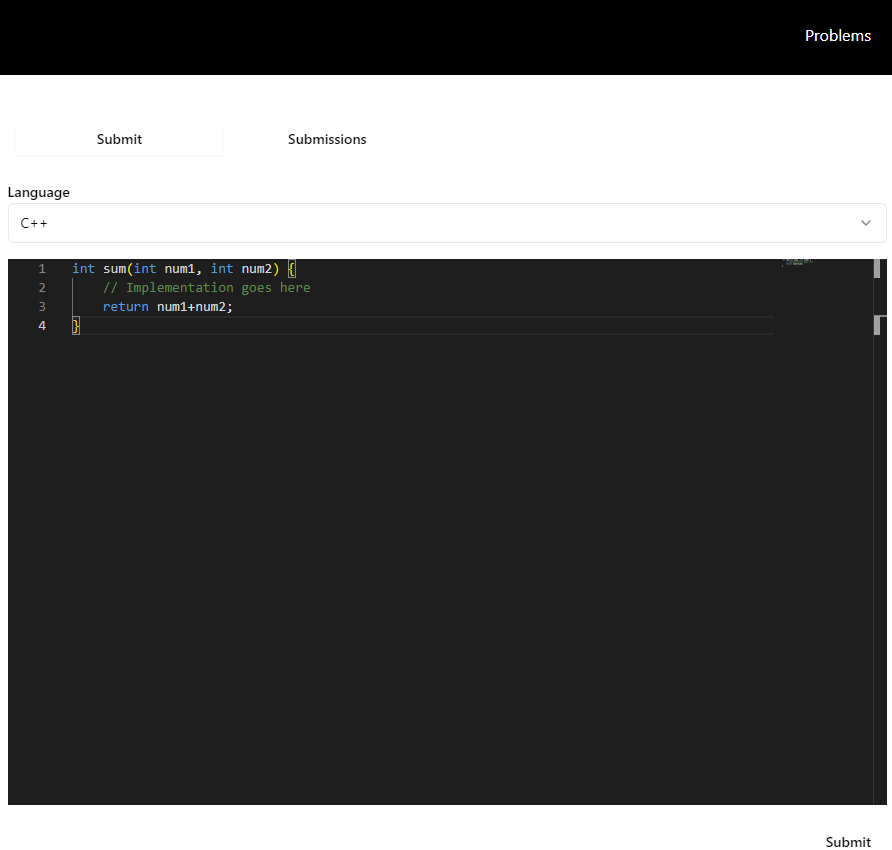 Problems
Submit Submissions
Language
C++
1 int sum(int num1, int num2) {
2 // Implementation goes here
3 return num1+num2;
4 }
Submit